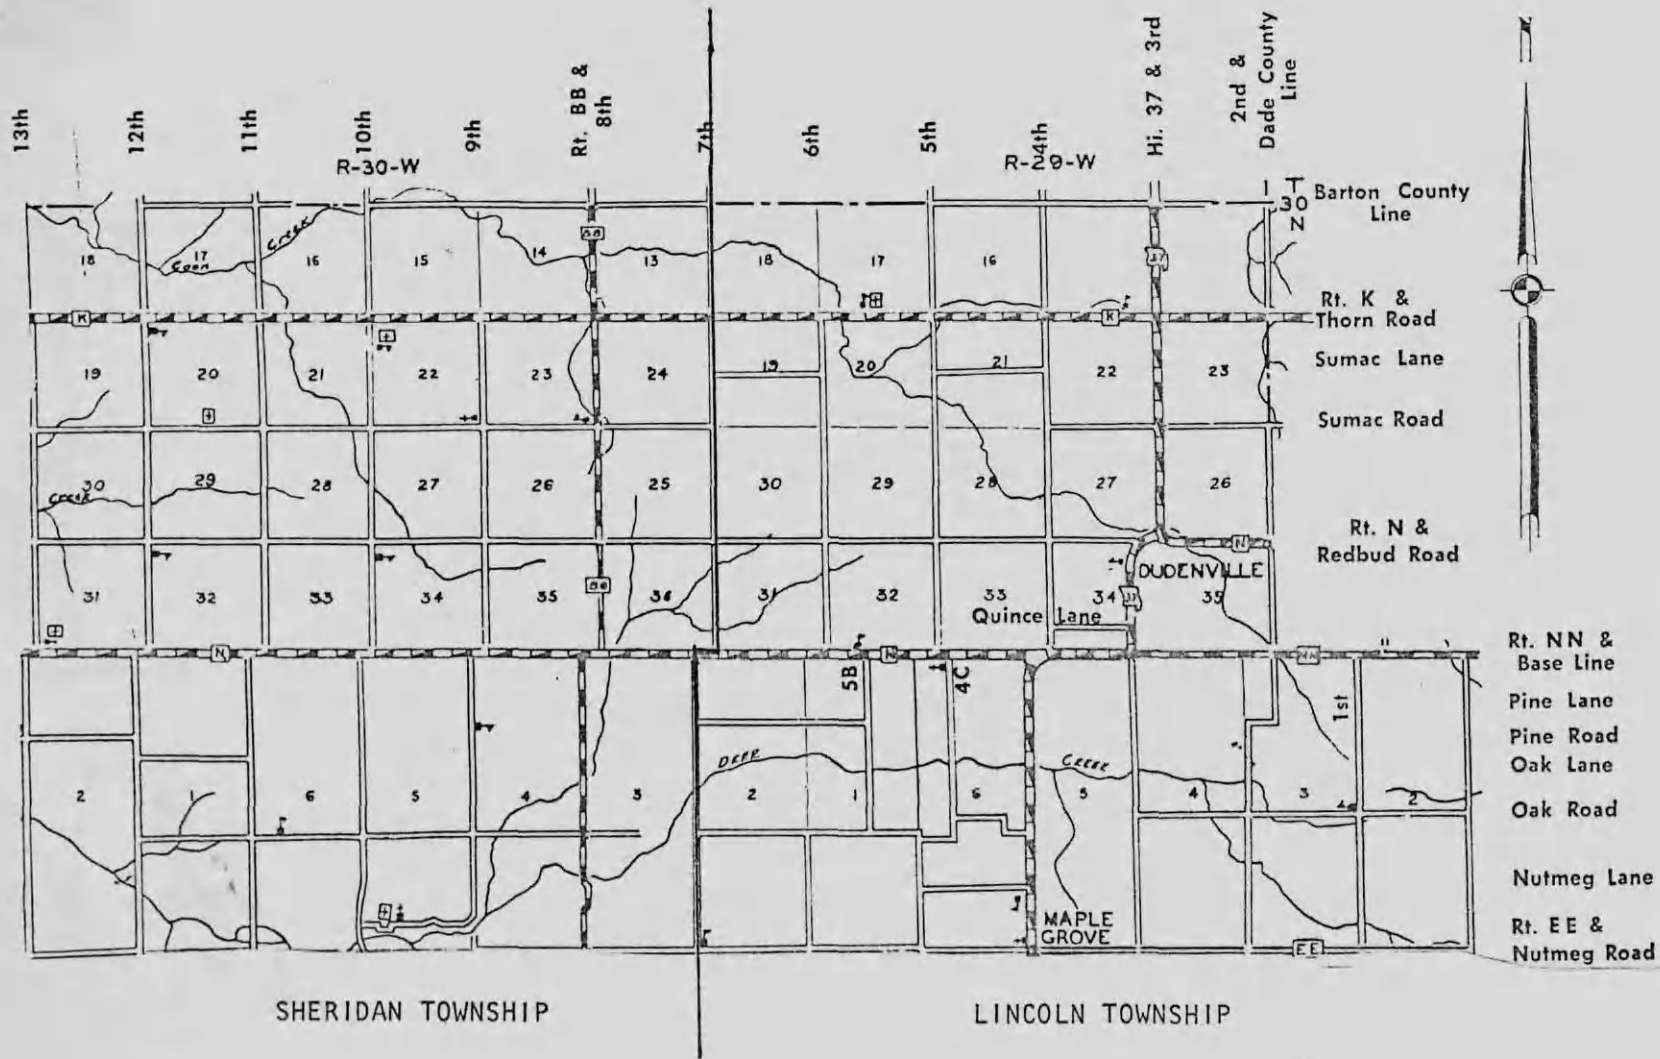 13th
12th
11th
10th
9th
Rt. BB &
8th
7th
6th
5th
4th
Hi. 37 & 3rd
2nd &
Dade County
Line
R-30-W
R-29-W
T
30
N
Barton County
Line
18
17
Coon
Creek
16
15
14
BB
13
18
17
16
37
K
K
Rt. K &
Thorn Road
19
20
21
22
23
24
19
20
21
22
23
Sumac Lane
Sumac Road
30
Creek
29
28
27
26
25
30
29
28
27
26
N
Rt. N &
Redbud Road
DUDENVILLE
31
32
33
34
35
BB
36
31
32
33
34
37
35
Quince Lane
N
N
NN
Rt. NN &
Base Line
5B
4C
1st
Pine Lane
Pine Road
DEER
CREEK
Oak Lane
2
1
6
5
4
3
2
1
6
5
4
3
2
Oak Road
Nutmeg Lane
MAPLE
GROVE
EE
Rt. EE &
Nutmeg Road
SHERIDAN TOWNSHIP
LINCOLN TOWNSHIP